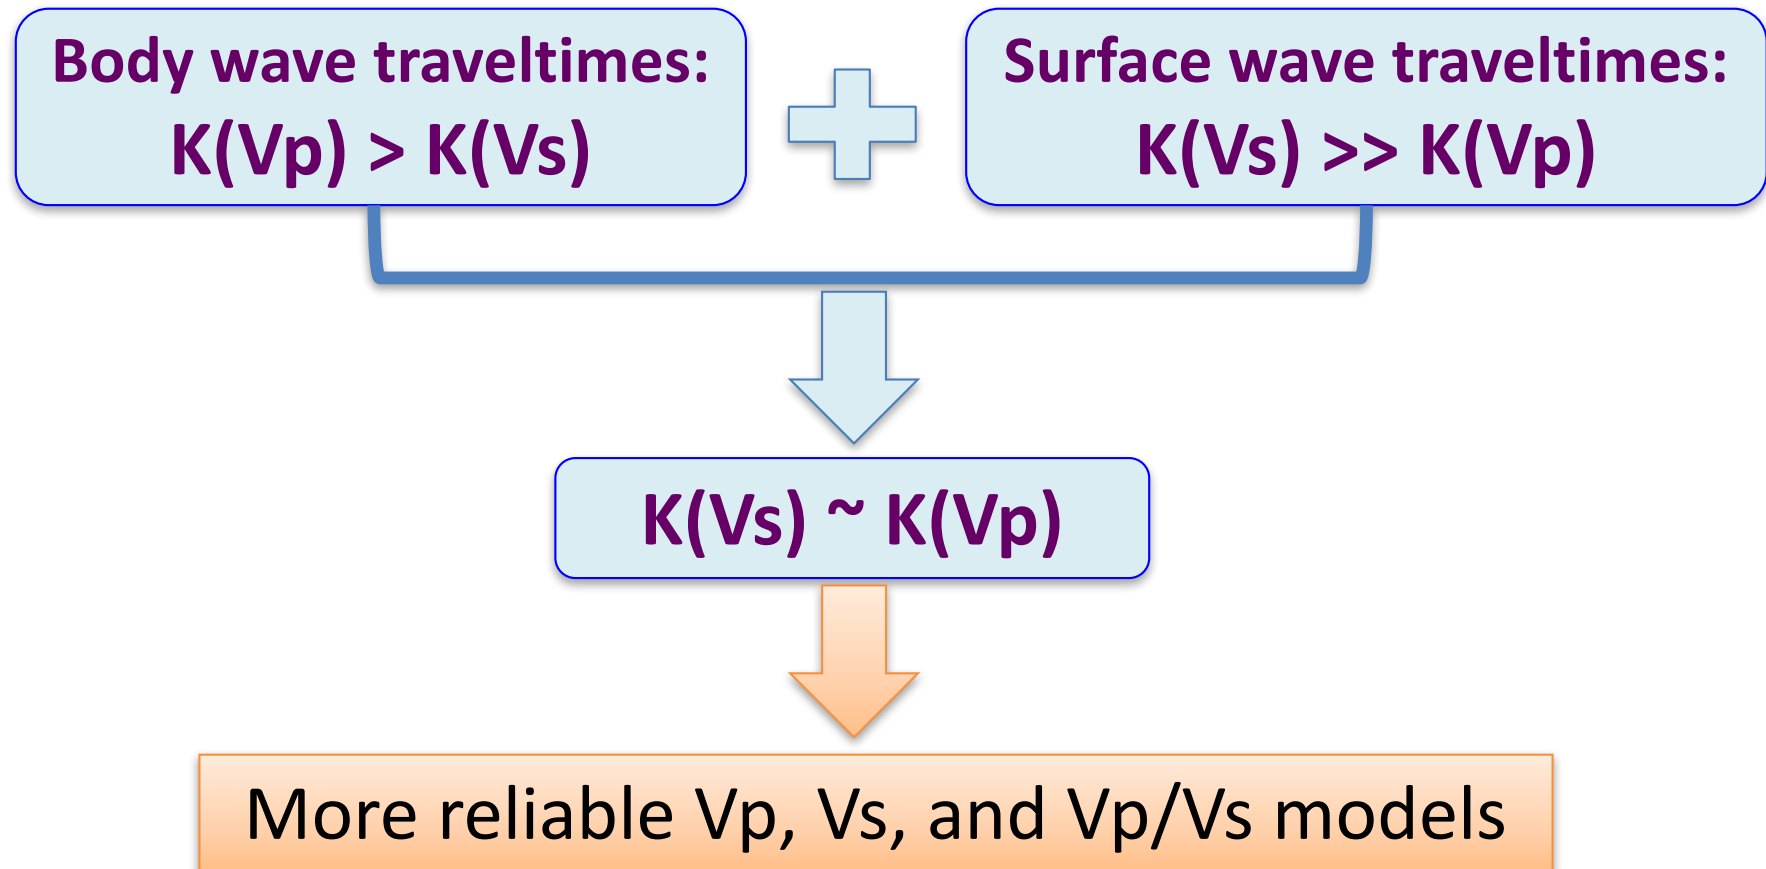 Body wave traveltimes:
K(Vp) > K(Vs)
Surface wave traveltimes:
K(Vs) >> K(Vp)
K(Vs) ~ K(Vp)
More reliable Vp, Vs, and Vp/Vs models